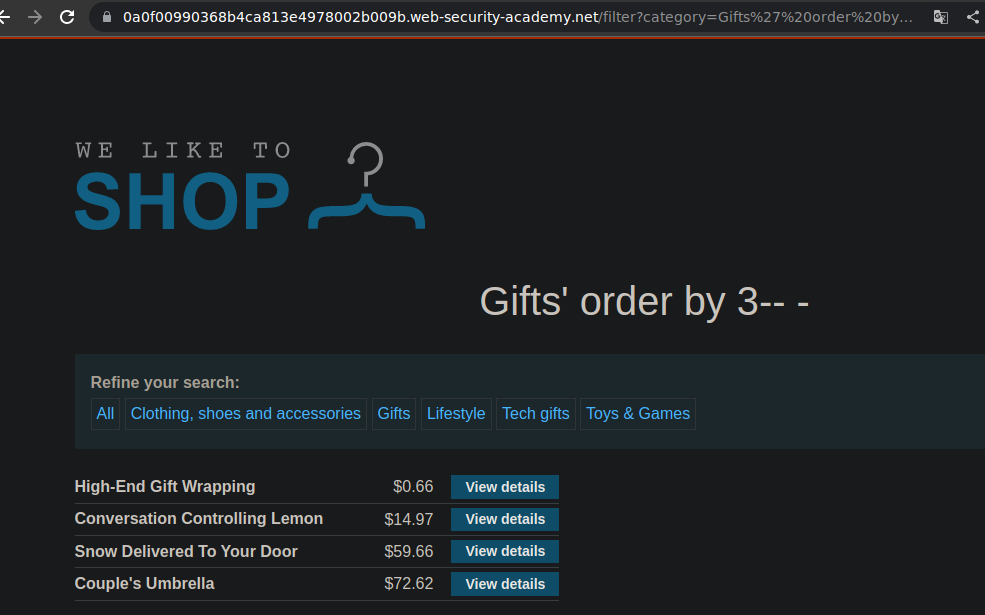 0a0f00990368b4ca813e4978002b009b.web-security-academy.net/filter?category=Gifts%27%20order%20by...
WE LIKE TO
SHOP
Gifts' order by 3-- -
Refine your search:
All Clothing, shoes and accessories Gifts Lifestyle Tech gifts Toys & Games
High-End Gift Wrapping $0.66 View details
Conversation Controlling Lemon $14.97 View details
Snow Delivered To Your Door $59.66 View details
Couple's Umbrella $72.62 View details